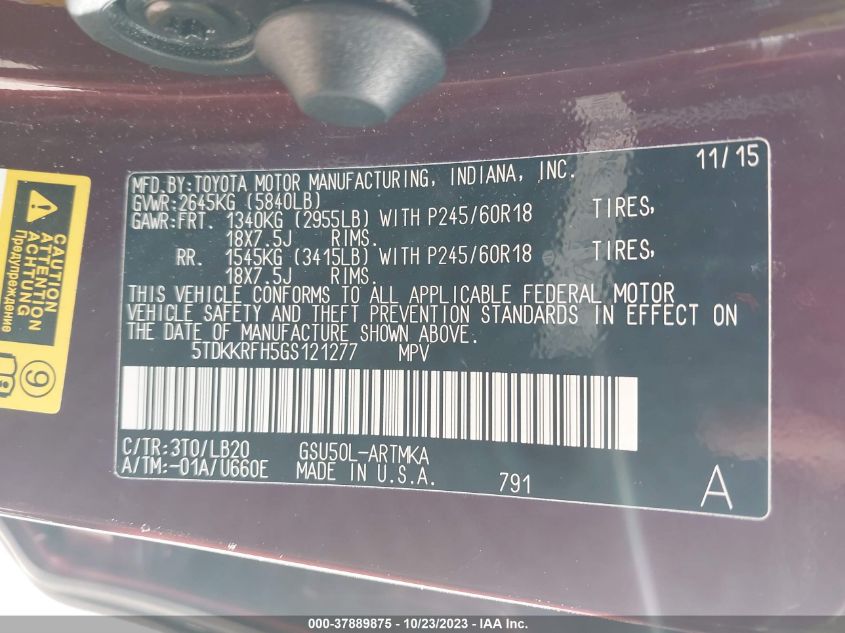 11/15
MFD.BY:TOYOTA MOTOR MANUFACTURING, INDIANA, INC.
GVWR:2645KG (5840LB)
GAWR:FRT. 1340KG (2955LB) WITH P245/60R18 TIRES,
18X7.5J RIMS.
RR. 1545KG (3415LB) WITH P245/60R18 TIRES,
18X7.5J RIMS.
THIS VEHICLE CONFORMS TO ALL APPLICABLE FEDERAL MOTOR
VEHICLE SAFETY AND THEFT PREVENTION STANDARDS IN EFFECT ON
THE DATE OF MANUFACTURE SHOWN ABOVE.
5TDKKRFH5GS121277 MPV
C/TR:3T0/LB20 GSU50L-ARTMKA
A/TM:-01A/U660E MADE IN U.S.A. 791 A
CAUTION
ATTENTION
ACHTUNG
Предупреждение
9
000-37889875 - 10/23/2023 - IAA Inc.